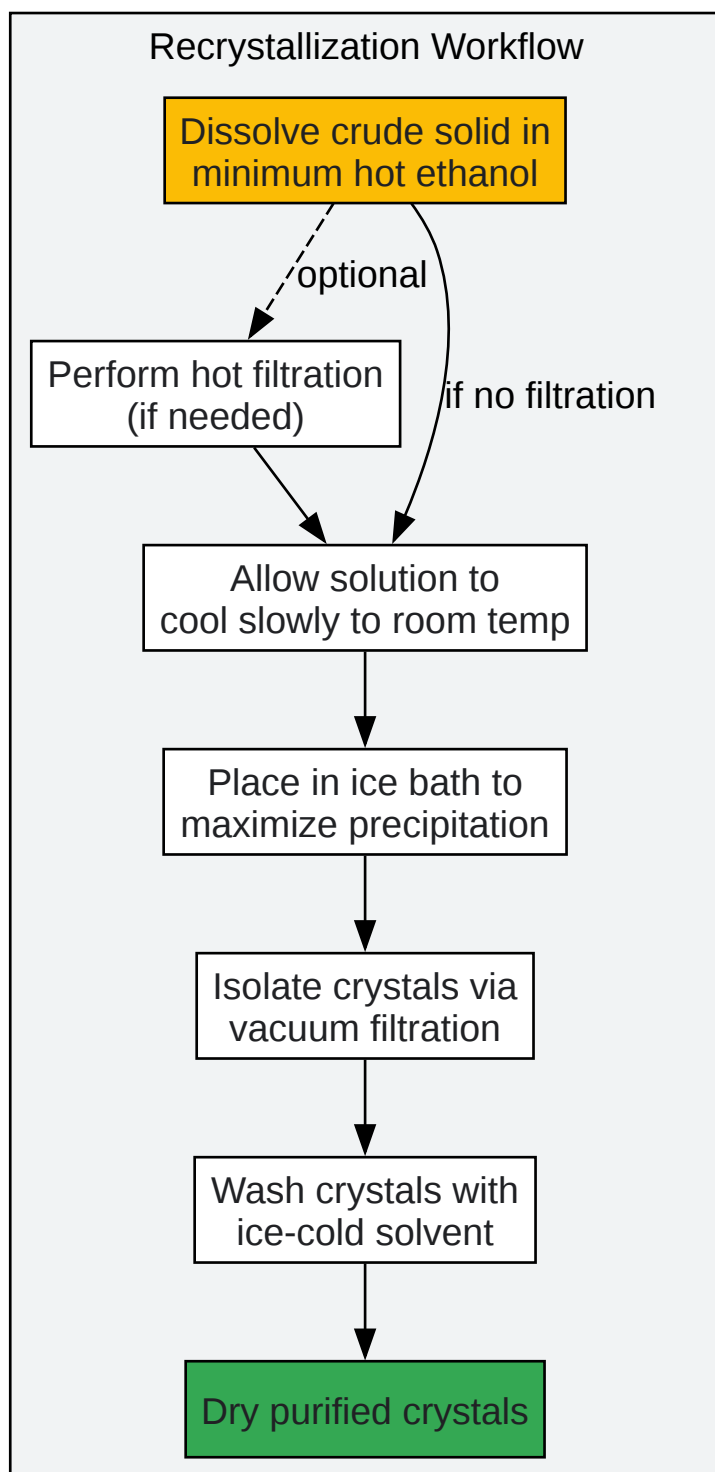 Recrystallization Workflow
Dissolve crude solid in
minimum hot ethanol
optional
Perform hot filtration
(if needed)
if no filtration
Allow solution to
cool slowly to room temp
Place in ice bath to
maximize precipitation
Isolate crystals via
vacuum filtration
Wash crystals with
ice-cold solvent
Dry purified crystals